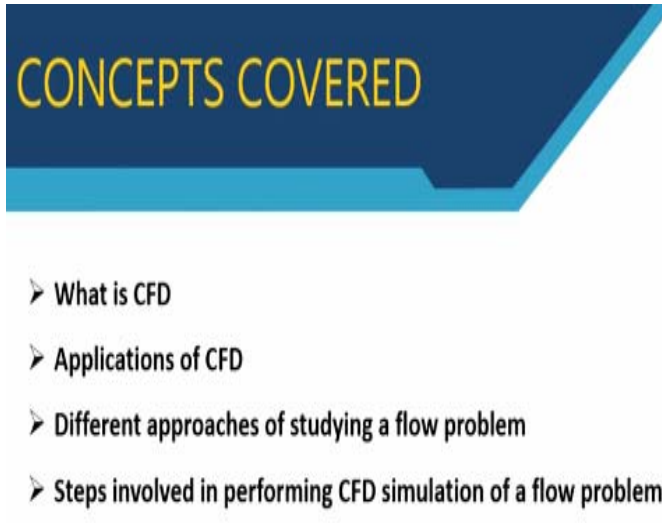 CONCEPTS COVERED
➢ What is CFD
➢ Applications of CFD
➢ Different approaches of studying a flow problem
➢ Steps involved in performing CFD simulation of a flow problem